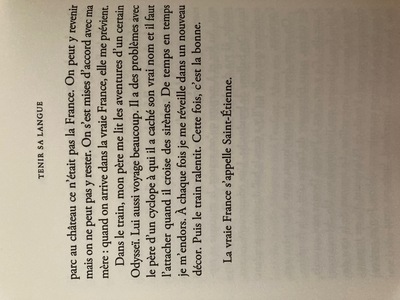 TENIR SA LANGUE
parc au château ce n'était pas la France. On peut y revenir
mais on ne peut pas y rester. On s'est mises d'accord avec ma
mère : quand on arrive dans la vraie France, elle me prévient.
Dans le train, mon père me lit les aventures d'un certain
Odysseï. Lui aussi voyage beaucoup. Il a des problèmes avec
le père d'un cyclope à qui il a caché son vrai nom et il faut
l'attacher quand il croise des sirènes. De temps en temps
je m'endors. À chaque fois je me réveille dans un nouveau
décor. Puis le train ralentit. Cette fois, c'est la bonne.
La vraie France s'appelle Saint-Étienne.